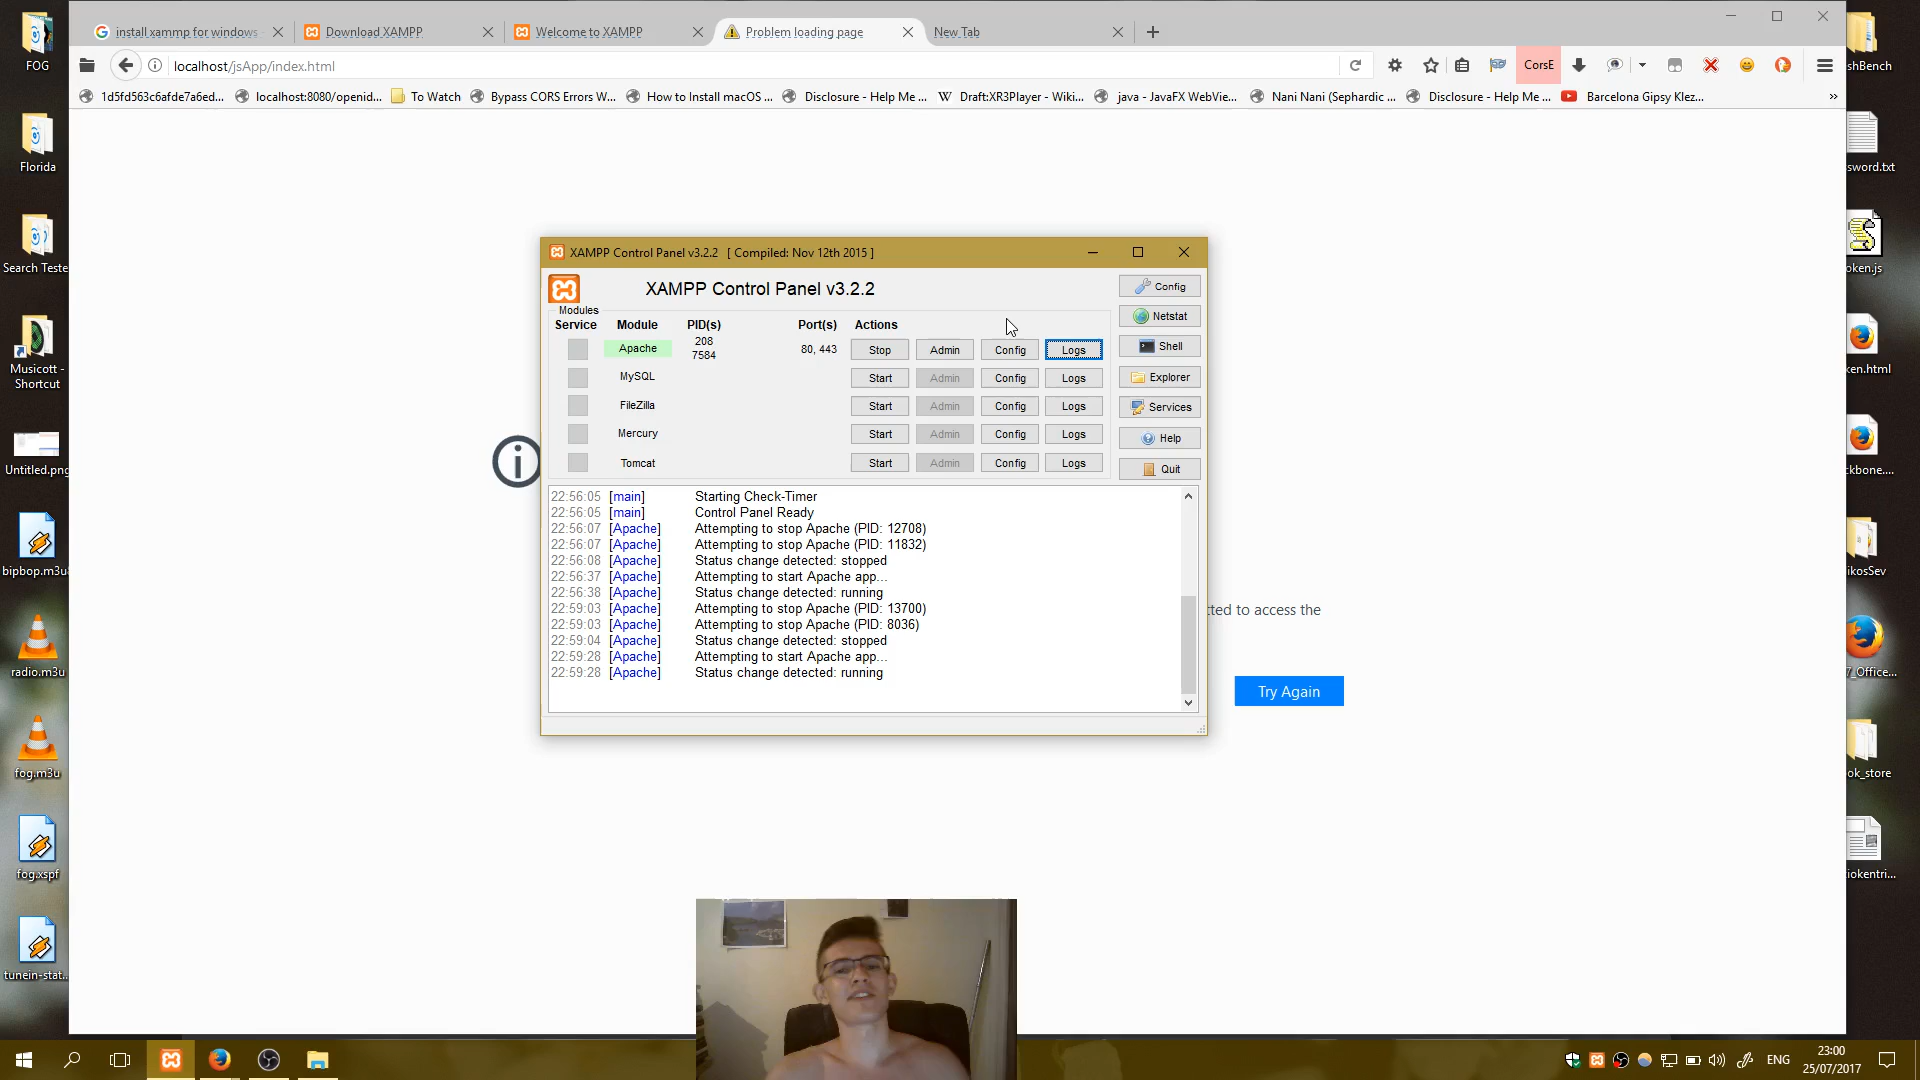 FOG
Florida
Search Teste
Musicott -
Shortcut
Untitled.png
bipbop.m3u8
radio.m3u
fog.m3u
fog.xspf
tunein-stat...
install xammp for windows
Download XAMPP
Welcome to XAMPP
Problem loading page
New Tab
localhost/jsApp/index.html
CorsE
1d5fd563c6afde7a6ed...
localhost:8080/openid...
To Watch
Bypass CORS Errors W...
How to Install macOS ...
Disclosure - Help Me ...
W Draft:XR3Player - Wiki...
java - JavaFX WebVie...
Nani Nani (Sephardic ...
Disclosure - Help Me ...
Barcelona Gipsy Klez...
»
XAMPP Control Panel v3.2.2 [ Compiled: Nov 12th 2015 ]
XAMPP Control Panel v3.2.2
Modules
Service Module PID(s) Port(s) Actions
Apache 208 7584 80, 443 Stop Admin Config Logs
MySQL Start Admin Config Logs
FileZilla Start Admin Config Logs
Mercury Start Admin Config Logs
Tomcat Start Admin Config Logs
Config
Netstat
Shell
Explorer
Services
Help
Quit
22:56:05 [main] Starting Check-Timer
22:56:05 [main] Control Panel Ready
22:56:07 [Apache] Attempting to stop Apache (PID: 12708)
22:56:07 [Apache] Attempting to stop Apache (PID: 11832)
22:56:08 [Apache] Status change detected: stopped
22:56:37 [Apache] Attempting to start Apache app...
22:56:38 [Apache] Status change detected: running
22:59:03 [Apache] Attempting to stop Apache (PID: 13700)
22:59:03 [Apache] Attempting to stop Apache (PID: 8036)
22:59:04 [Apache] Status change detected: stopped
22:59:28 [Apache] Attempting to start Apache app...
22:59:28 [Apache] Status change detected: running
cted to access the
Try Again
shBench
sword.txt
oken.js
ken.html
kbone....
ikosSev
7_Office...
ok_store
ciokentri...
ENG
23:00
25/07/2017